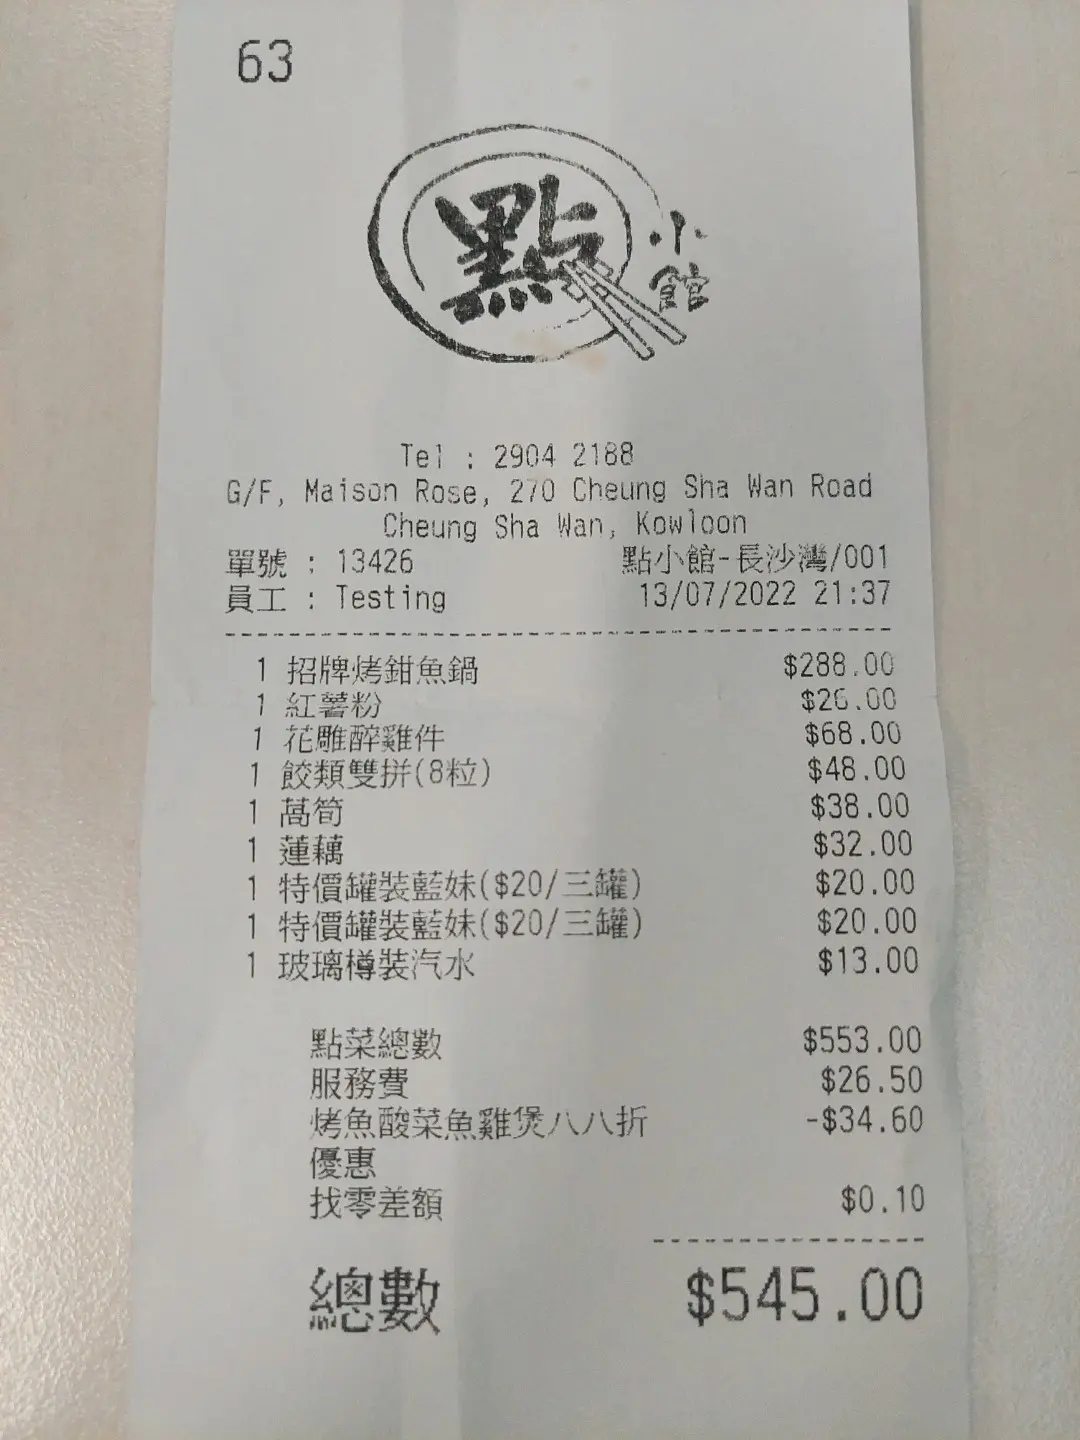 63
點
小
館
Tel : 2904 2188
G/F, Maison Rose, 270 Cheung Sha Wan Road
Cheung Sha Wan, Kowloon
單號 : 13426 點小館-長沙灣/001
員工 : Testing 13/07/2022 21:37
1 招牌烤鉗魚鍋 $288.00
1 紅薯粉 $26.00
1 花雕醉雞件 $68.00
1 餃類雙拼(8粒) $48.00
1 萵筍 $38.00
1 蓮藕 $32.00
1 特價罐裝藍妹($20/三罐) $20.00
1 特價罐裝藍妹($20/三罐) $20.00
1 玻璃樽裝汽水 $13.00
點菜總數 $553.00
服務費 $26.50
烤魚酸菜魚雞煲八八折 -$34.60
優惠
找零差額 $0.10
總數 $545.00